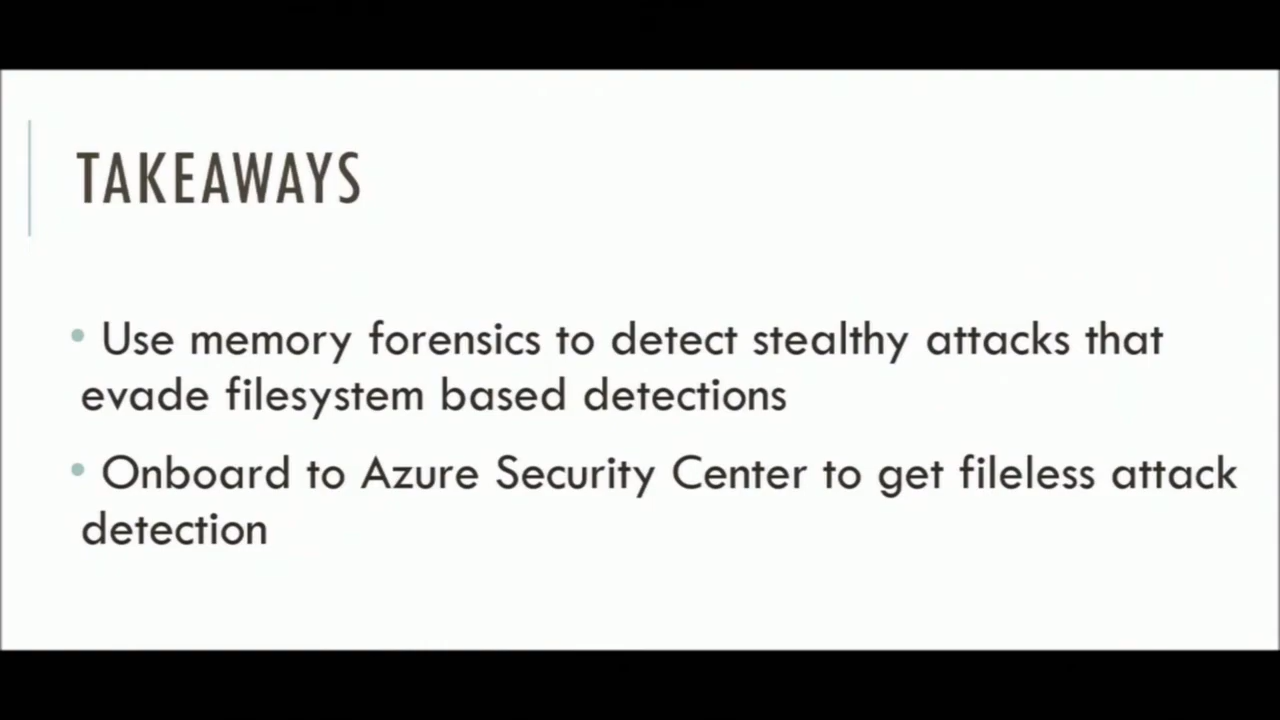 TAKEAWAYS
• Use memory forensics to detect stealthy attacks that
evade filesystem based detections
• Onboard to Azure Security Center to get fileless attack
detection